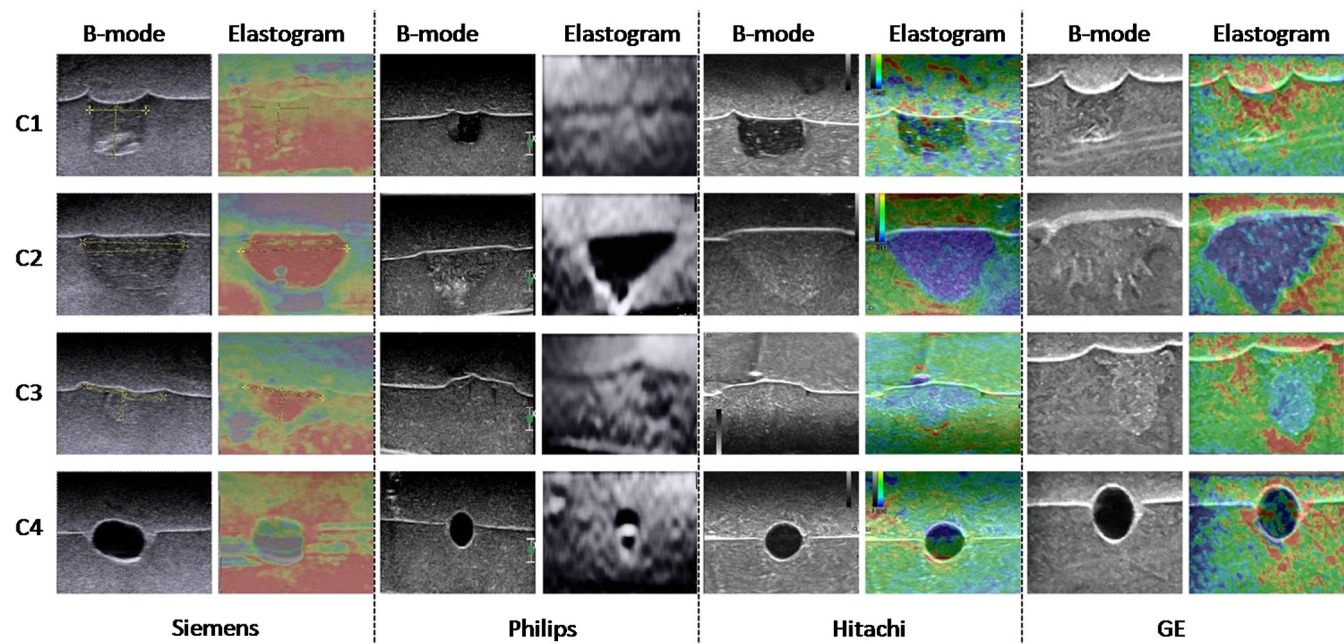 B-mode Elastogram B-mode Elastogram B-mode Elastogram B-mode Elastogram
C1
C2
C3
C4
Siemens Philips Hitachi GE